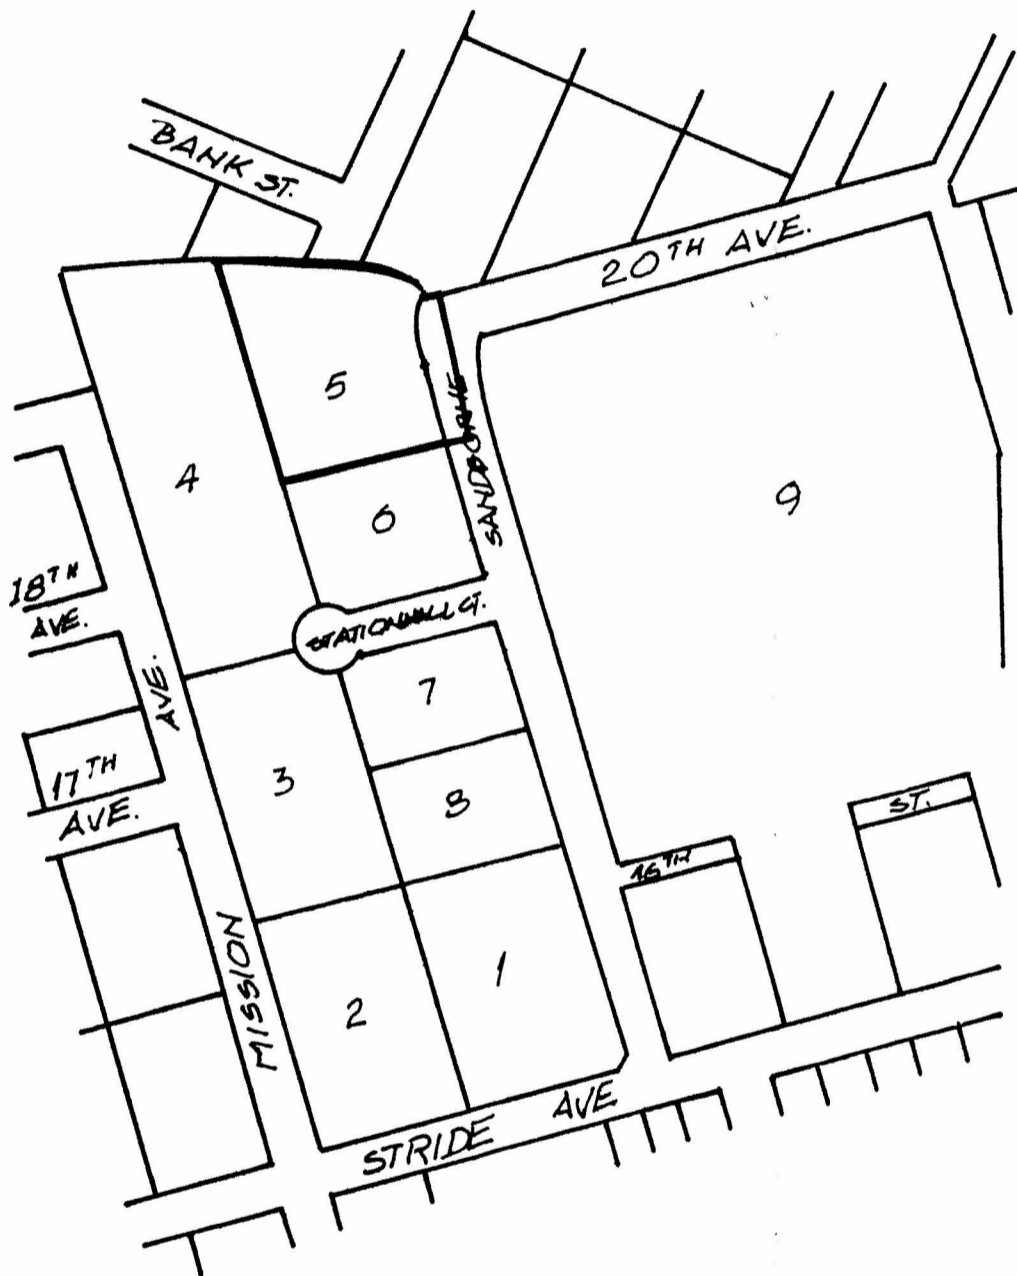 BANK ST.
20TH AVE.
5
SANDBORNE
4
9
6
18TH
AVE.
STATIONHILL CT.
AVE.
7
17TH
AVE.
3
8
ST.
16TH
MISSION
1
2
STRIDE AVE